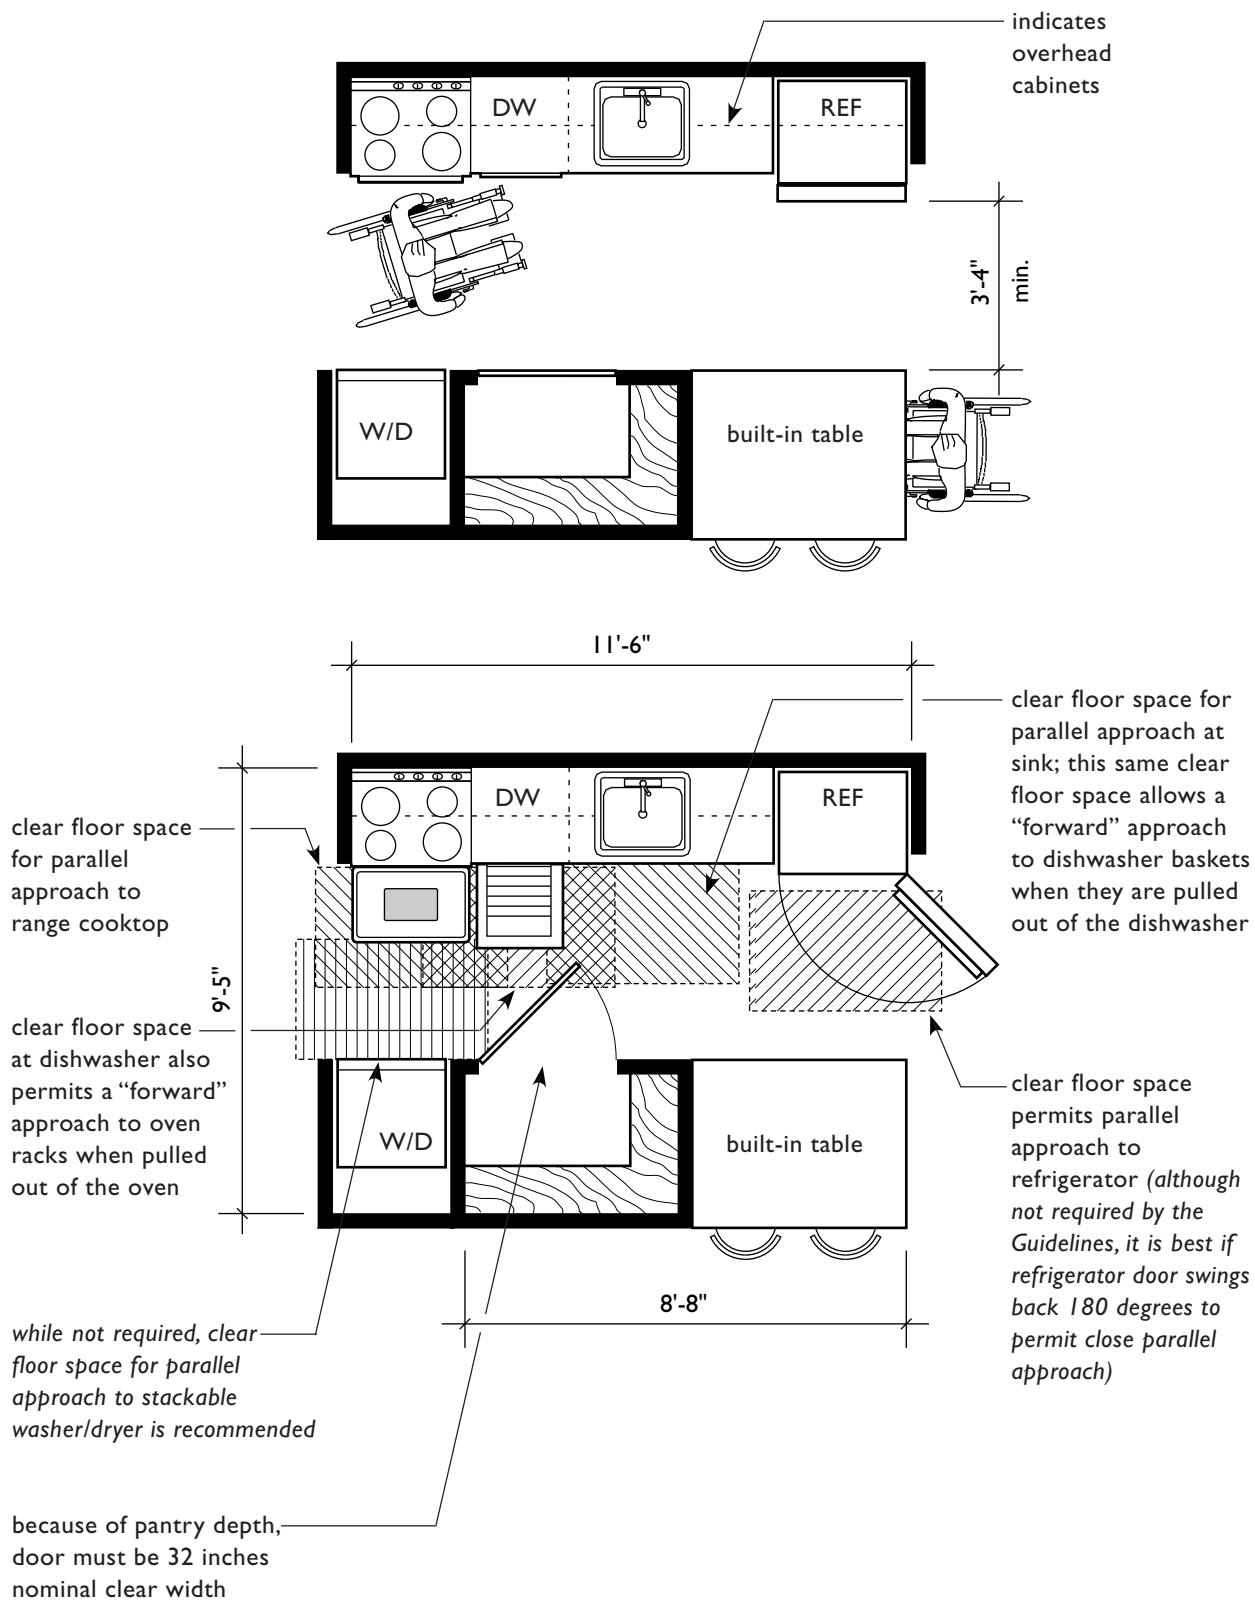 indicates
overhead
cabinets
DW
REF
3'-4"
min.
W/D
built-in table
11'-6"
clear floor space for
parallel approach at
sink; this same clear
floor space allows a
“forward” approach
to dishwasher baskets
when they are pulled
out of the dishwasher
DW
REF
clear floor space
for parallel
approach to
range cooktop
9'-5"
clear floor space
at dishwasher also
permits a “forward”
approach to oven
racks when pulled
out of the oven
W/D
built-in table
clear floor space
permits parallel
approach to
refrigerator (although
not required by the
Guidelines, it is best if
refrigerator door swings
back 180 degrees to
permit close parallel
approach)
8'-8"
while not required, clear
floor space for parallel
approach to stackable
washer/dryer is recommended
because of pantry depth,
door must be 32 inches
nominal clear width